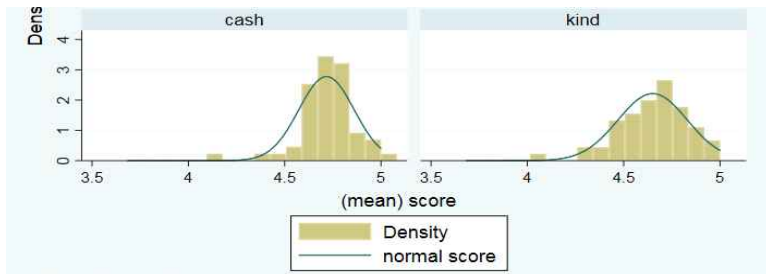 cash kind
Dens
4
3
2
1
0
3.5 4 4.5 5 3.5 4 4.5 5
(mean) score
Density
normal score